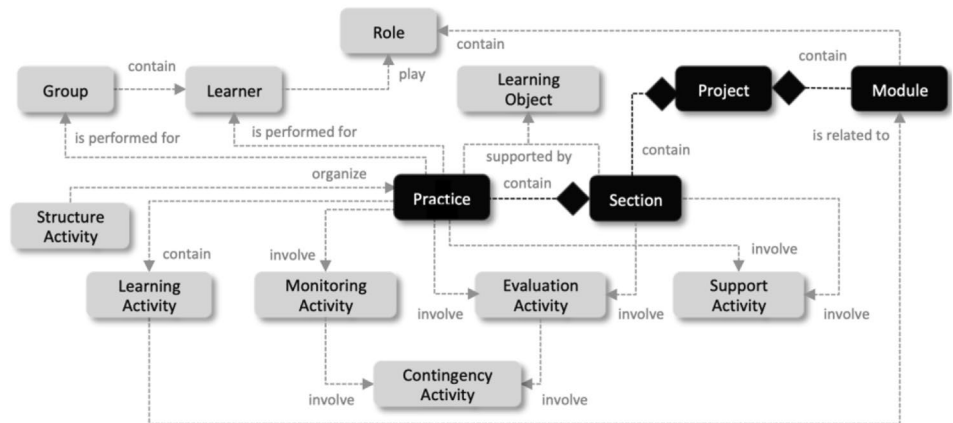 Role
contain
contain
contain
play
Group
Learner
Learning
Object
Project
Module
is performed for
is performed for
is related to
supported by
contain
organize
contain
Practice
Section
Structure
Activity
contain
involve
involve
Learning
Activity
Monitoring
Activity
Evaluation
Activity
Support
Activity
involve
involve
involve
Contingency
Activity
involve
involve